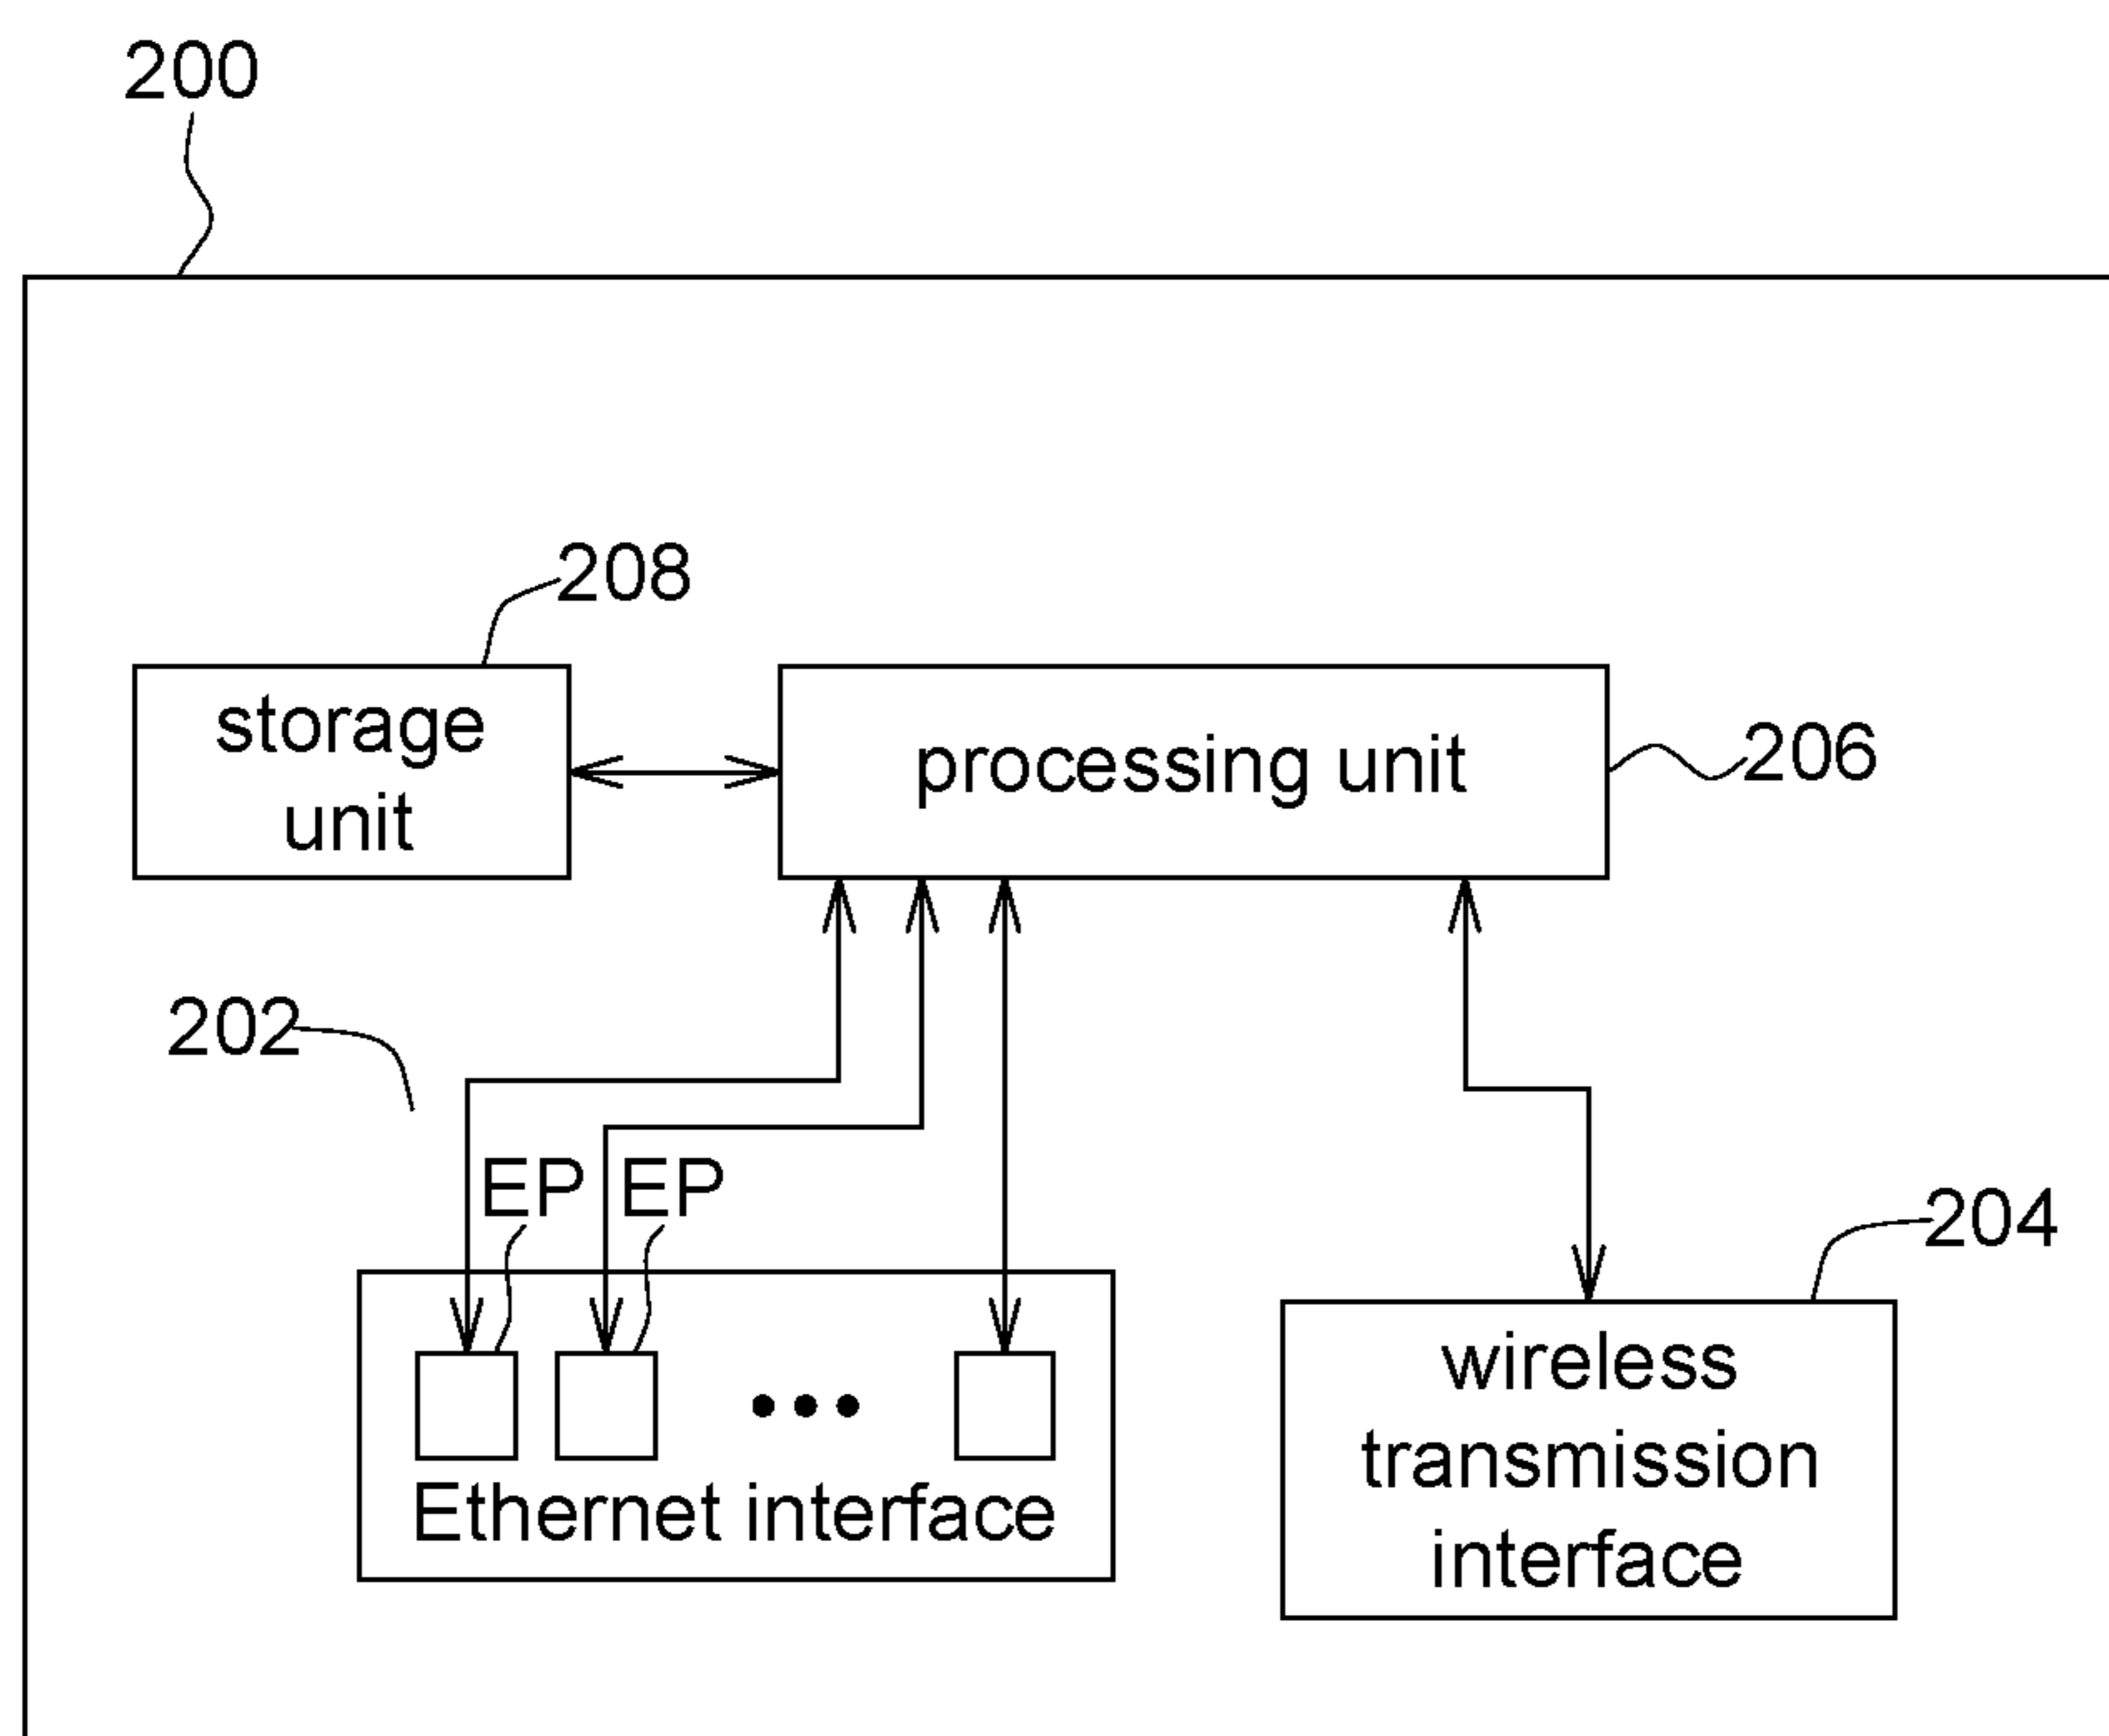 200
208
storage
unit
processing unit
206
202
EP EP
204
Ethernet interface
wireless
transmission
interface